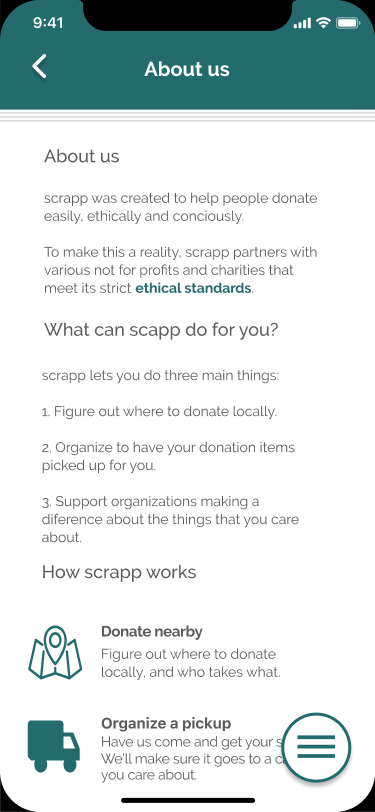 9:41
About us
About us
scrapp was created to help people donate
easily, ethically and conciously.
To make this a reality, scrapp partners with
various not for profits and charities that
meet its strict ethical standards.
What can scapp do for you?
scrapp lets you do three main things:
1. Figure out where to donate locally.
2. Organize to have your donation items
picked up for you.
3. Support organizations making a
diference about the things that you care
about.
How scrapp works
Donate nearby
Figure out where to donate
locally, and who takes what.
Organize a pickup
Have us come and get your
We'll make sure it goes to a
you care about.